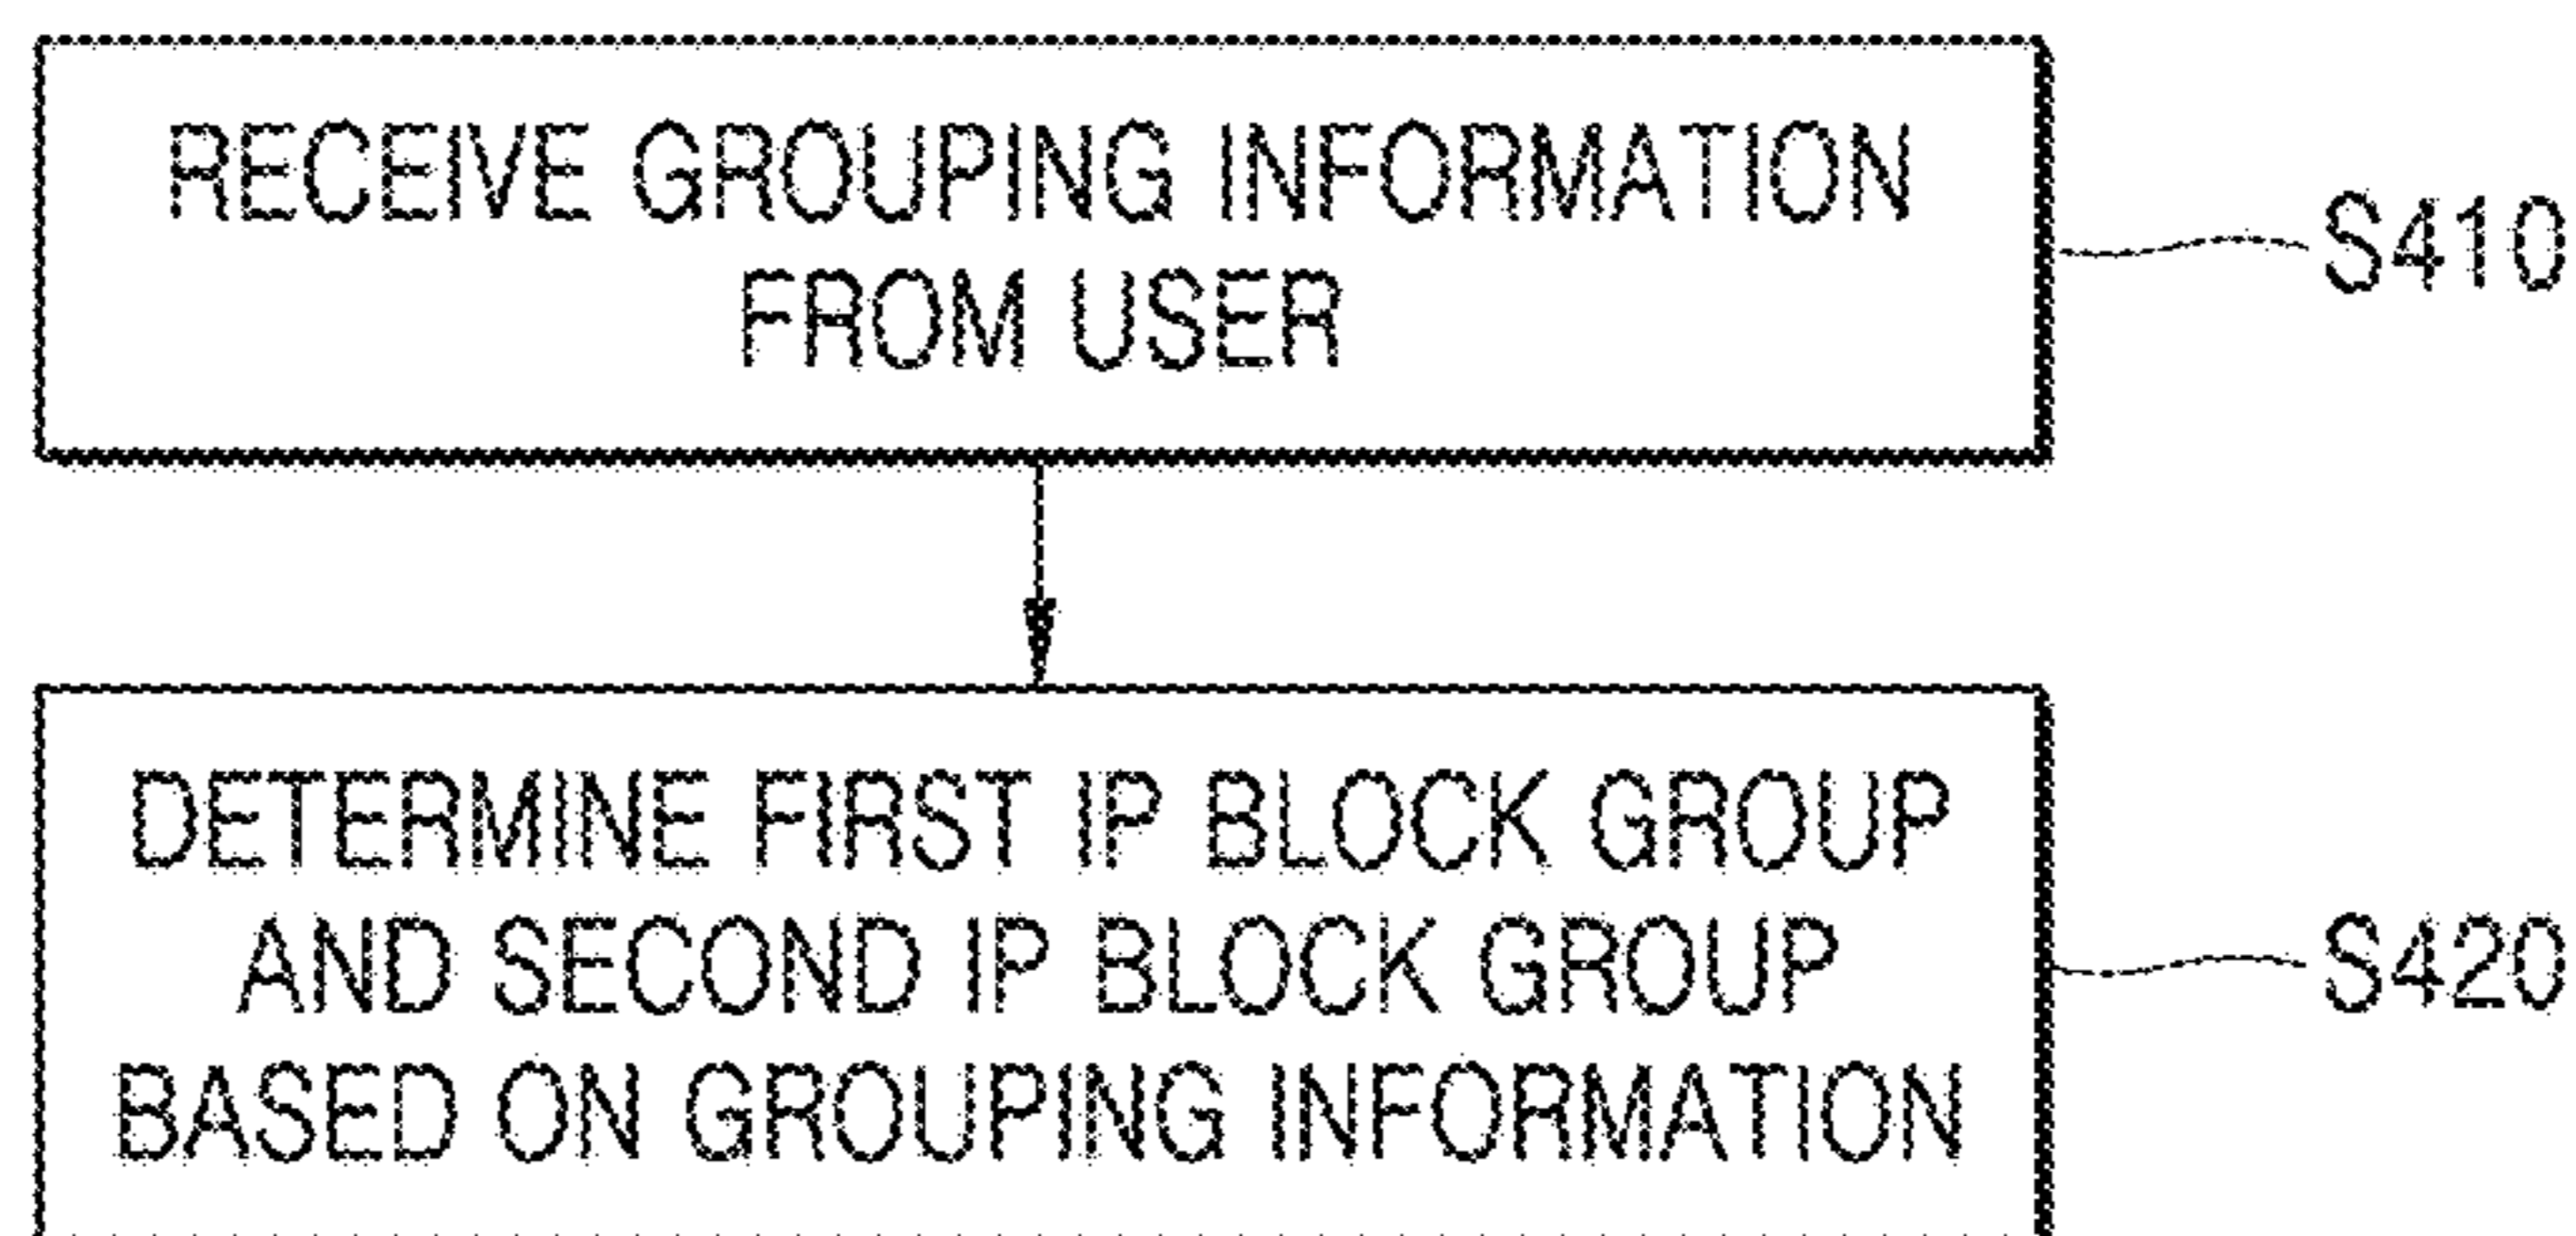 RECEIVE GROUPING INFORMATION
FROM USER
S410
DETERMINE FIRST IP BLOCK GROUP
AND SECOND IP BLOCK GROUP
BASED ON GROUPING INFORMATION
S420